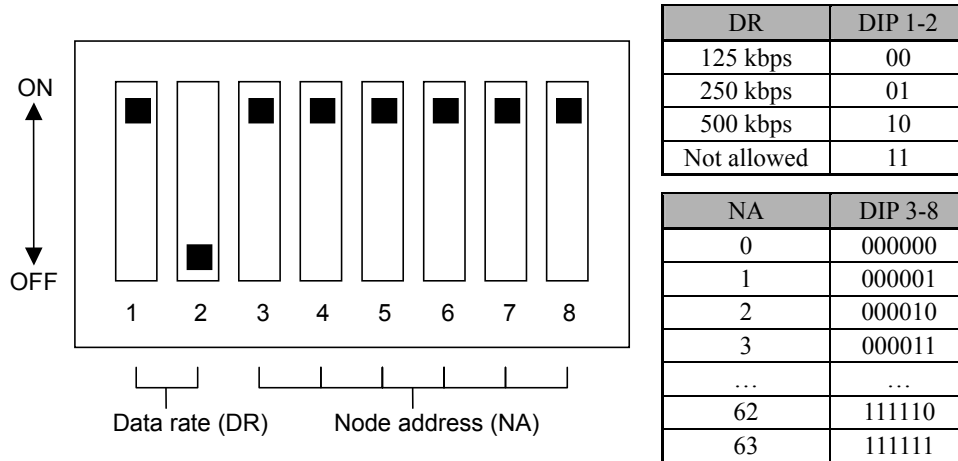 ON
OFF
1 2 3 4 5 6 7 8
Data rate (DR) Node address (NA)
DR DIP 1-2
125 kbps 00
250 kbps 01
500 kbps 10
Not allowed 11
NA DIP 3-8
0 000000
1 000001
2 000010
3 000011
… …
62 111110
63 111111